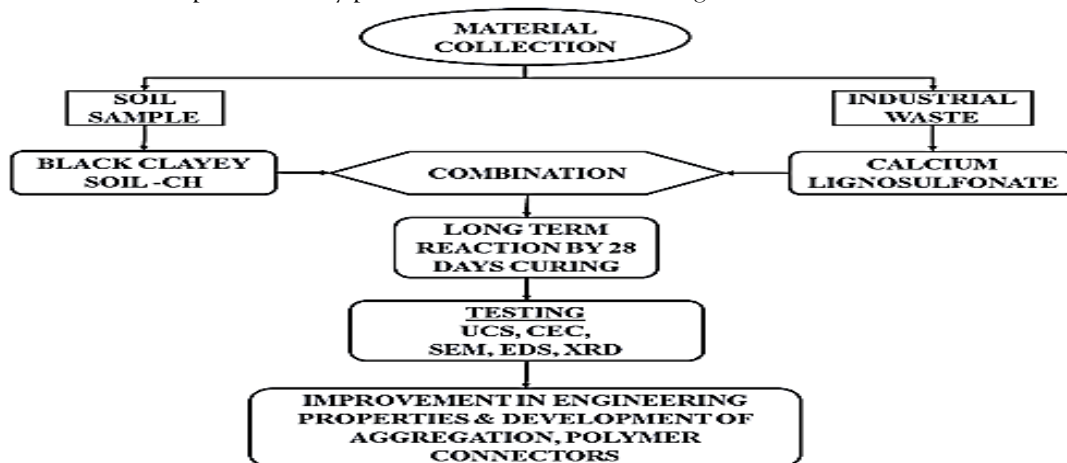 MATERIAL
COLLECTION
SOIL
SAMPLE
INDUSTRIAL
WASTE
BLACK CLAYEY
SOIL -CH
COMBINATION
CALCIUM
LIGNOSULFONATE
LONG TERM
REACTION BY 28
DAYS CURING
TESTING
UCS, CEC,
SEM, EDS, XRD
IMPROVEMENT IN ENGINEERING
PROPERTIES & DEVELOPMENT OF
AGGREGATION, POLYMER
CONNECTORS